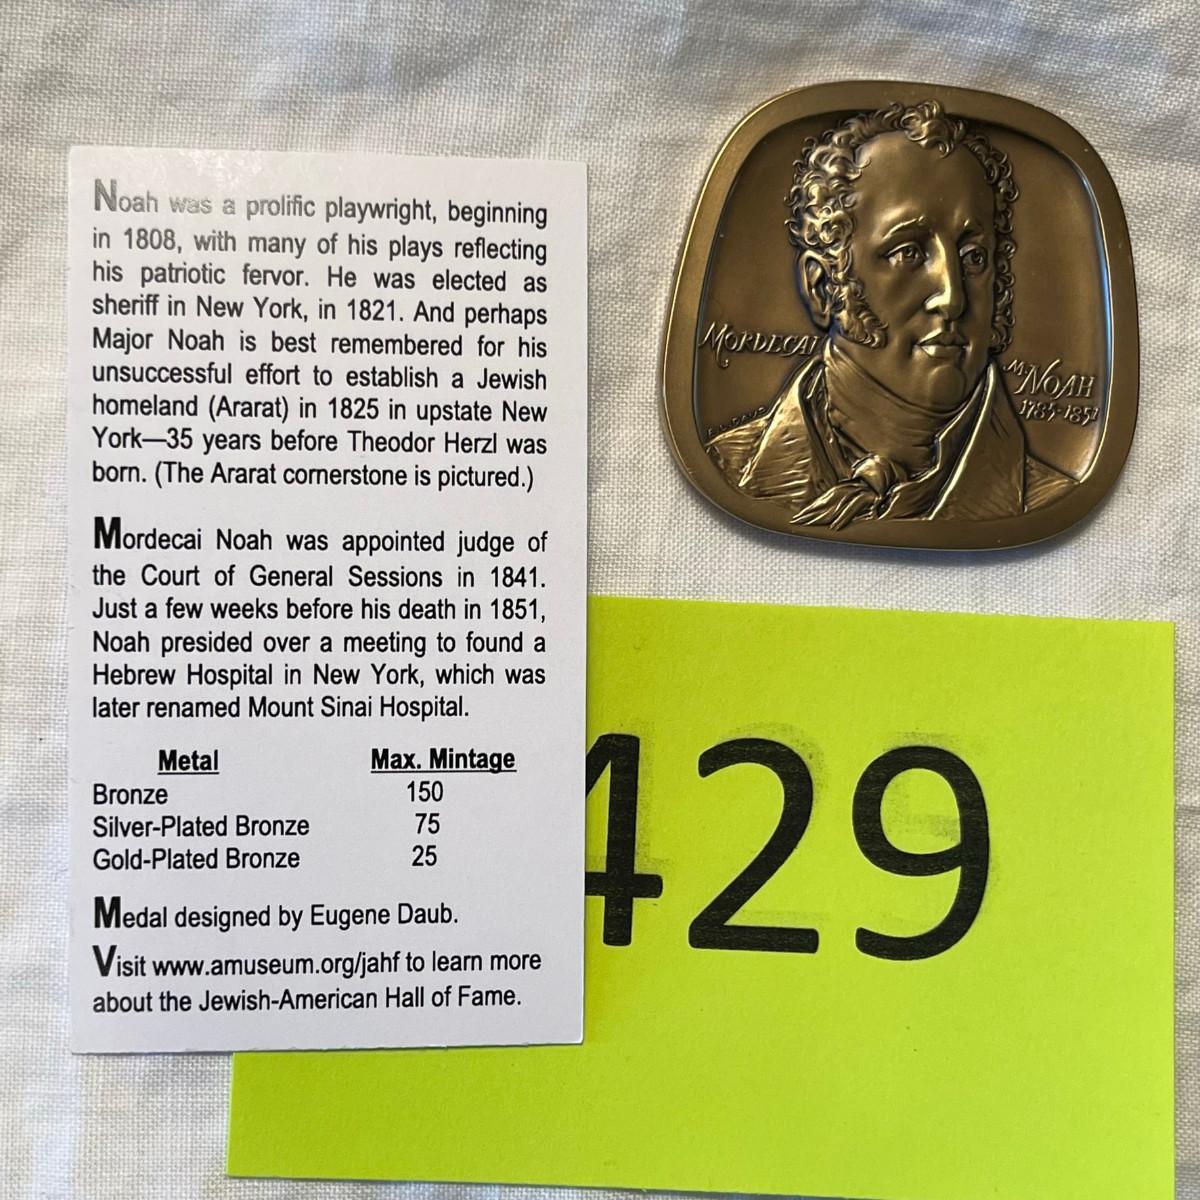 Noah was a prolific playwright, beginning
in 1808, with many of his plays reflecting
his patriotic fervor. He was elected as
sheriff in New York, in 1821. And perhaps
Major Noah is best remembered for his
unsuccessful effort to establish a Jewish
homeland (Ararat) in 1825 in upstate New
York—35 years before Theodor Herzl was
born. (The Ararat cornerstone is pictured.)
Mordecai Noah was appointed judge of
the Court of General Sessions in 1841.
Just a few weeks before his death in 1851,
Noah presided over a meeting to found a
Hebrew Hospital in New York, which was
later renamed Mount Sinai Hospital.
Metal Max. Mintage
Bronze 150
Silver-Plated Bronze 75
Gold-Plated Bronze 25
Medal designed by Eugene Daub.
Visit www.amuseum.org/jahf to learn more
about the Jewish-American Hall of Fame.
MORDECAI
M. NOAH
1785-1851
429